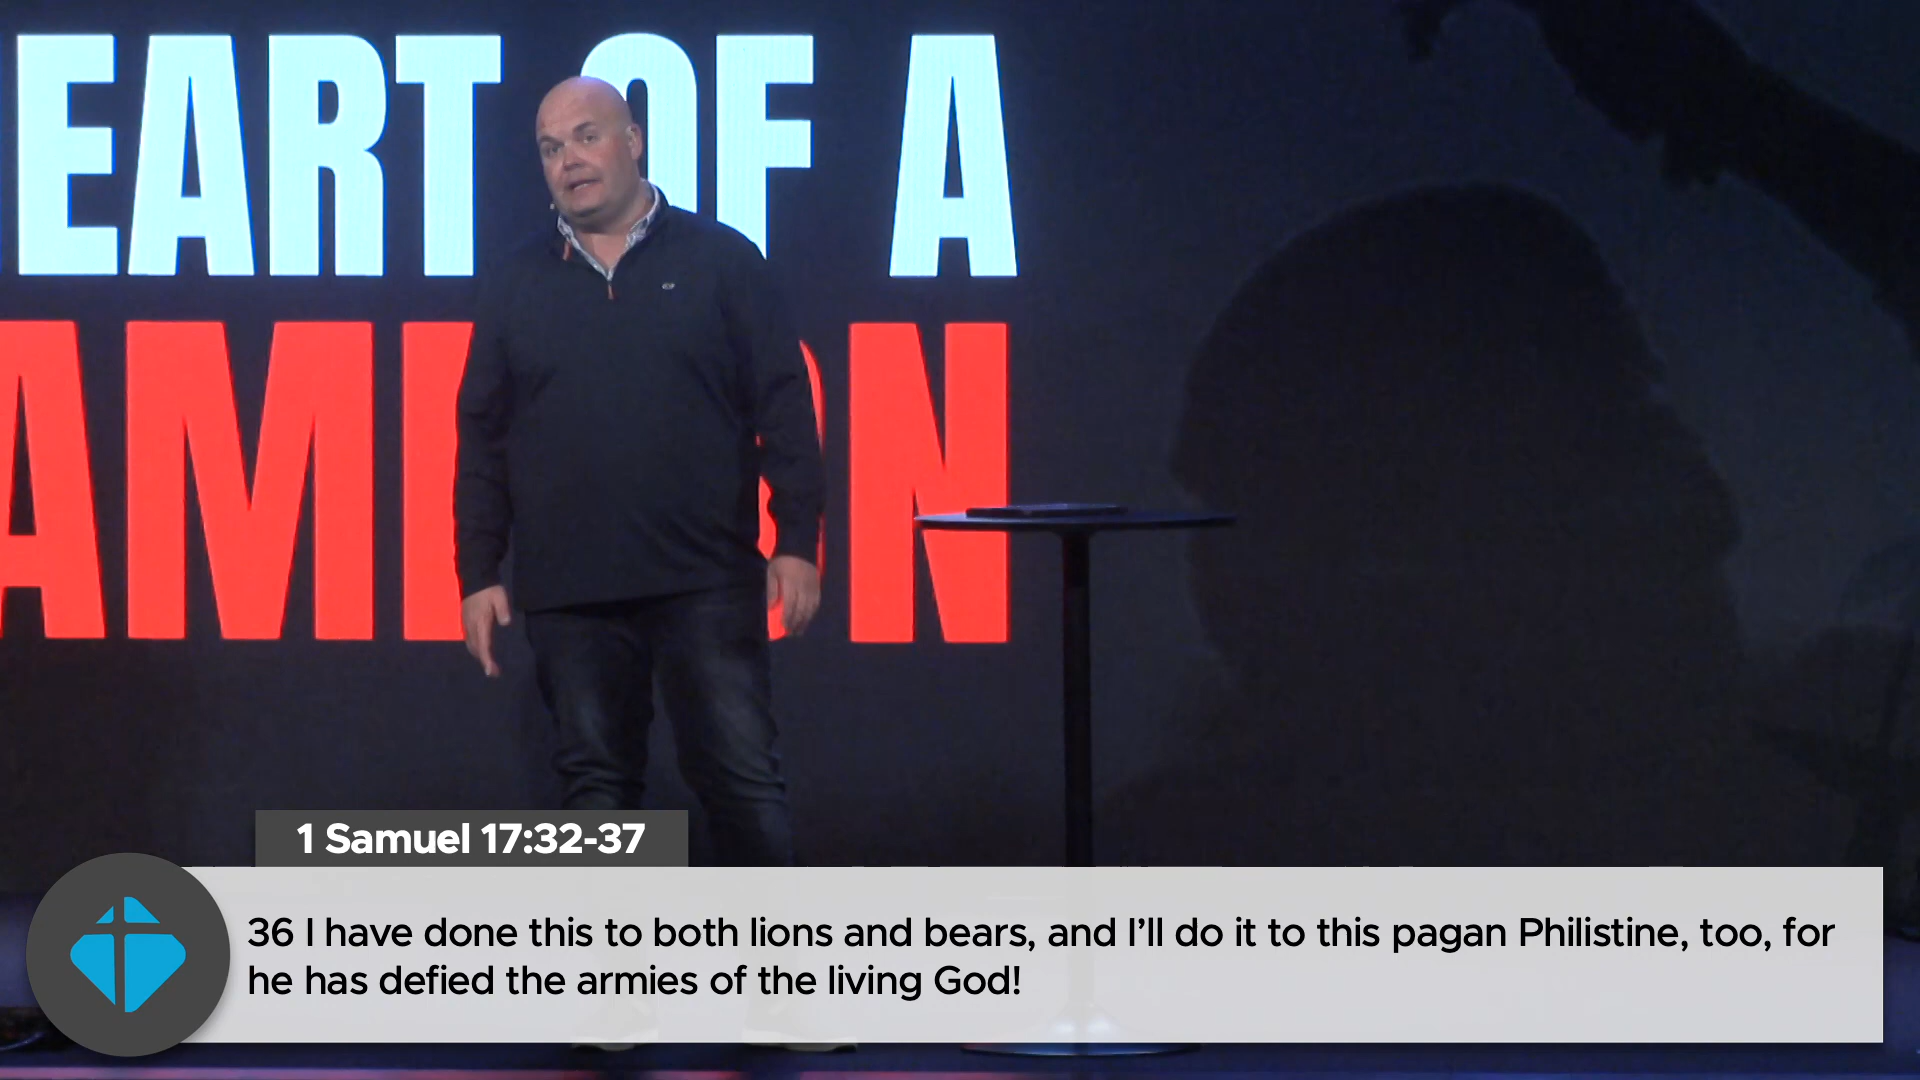 EART OF A
AM
N
1 Samuel 17:32-37
36 I have done this to both lions and bears, and I’ll do it to this pagan Philistine, too, for
he has defied the armies of the living God!